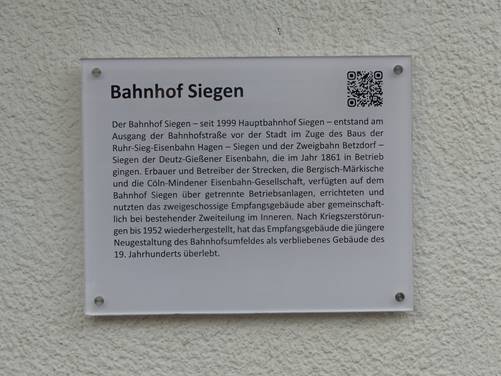 Bahnhof Siegen
Der Bahnhof Siegen – seit 1999 Hauptbahnhof Siegen – entstand am
Ausgang der Bahnhofstraße vor der Stadt im Zuge des Baus der
Ruhr-Sieg-Eisenbahn Hagen – Siegen und der Zweigbahn Betzdorf –
Siegen der Deutz-Gießener Eisenbahn, die im Jahr 1861 in Betrieb
gingen. Erbauer und Betreiber der Strecken, die Bergisch-Märkische
und die Cöln-Mindener Eisenbahn-Gesellschaft, verfügten auf dem
Bahnhof Siegen über getrennte Betriebsanlagen, errichteten und
nutzten das zweigeschossige Empfangsgebäude aber gemeinschaft-
lich bei bestehender Zweiteilung im Inneren. Nach Kriegszerstörun-
gen bis 1952 wiederhergestellt, hat das Empfangsgebäude die jüngere
Neugestaltung des Bahnhofsumfeldes als verbliebenes Gebäude des
19. Jahrhunderts überlebt.